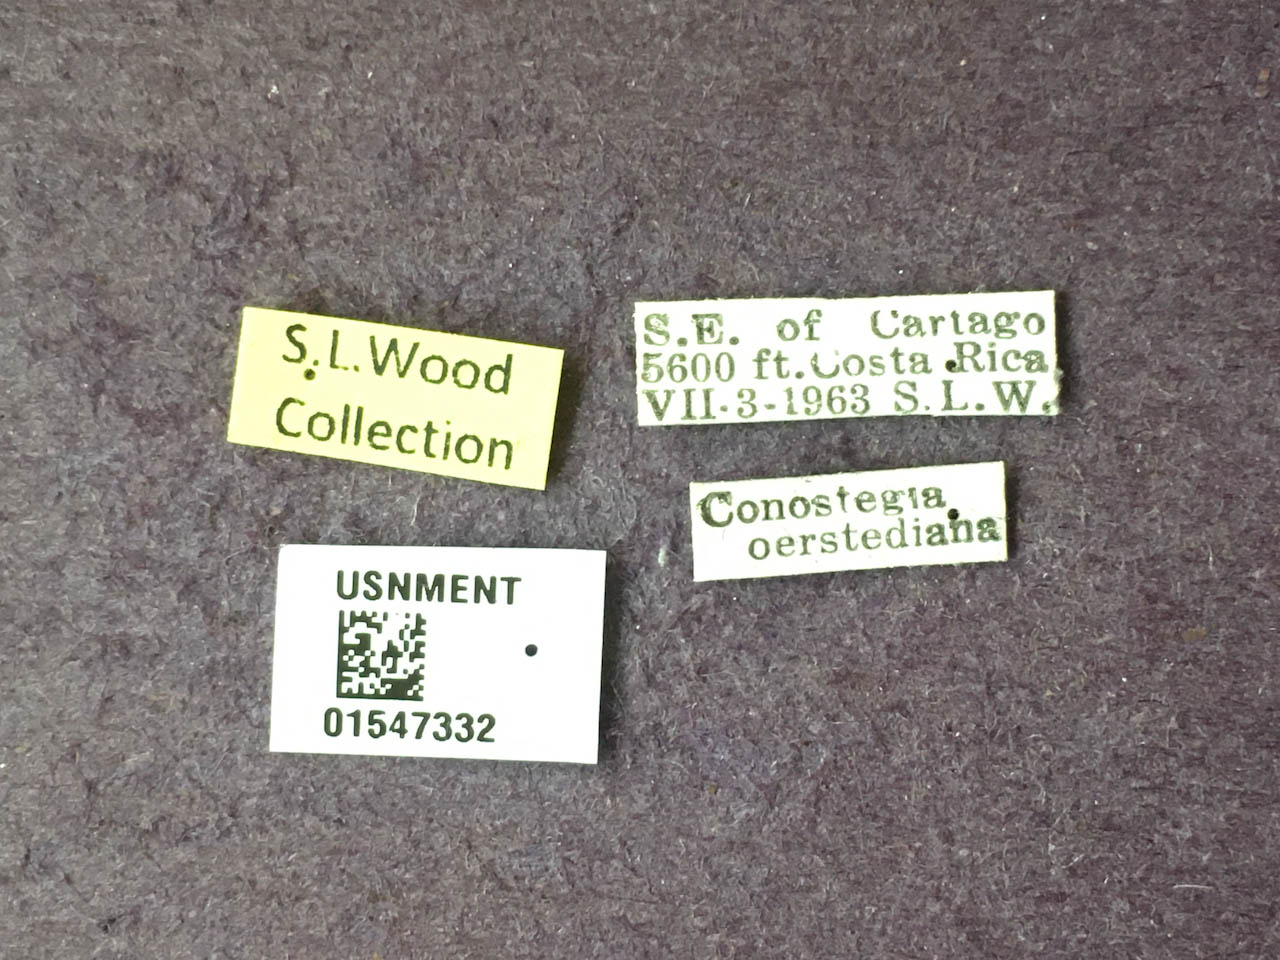 S.L.Wood
Collection
S.E. of Cartago
5600 ft. Costa Rica
VII-3-1963 S.L.W.
Conostegia
oerstediana
USNMENT
01547332